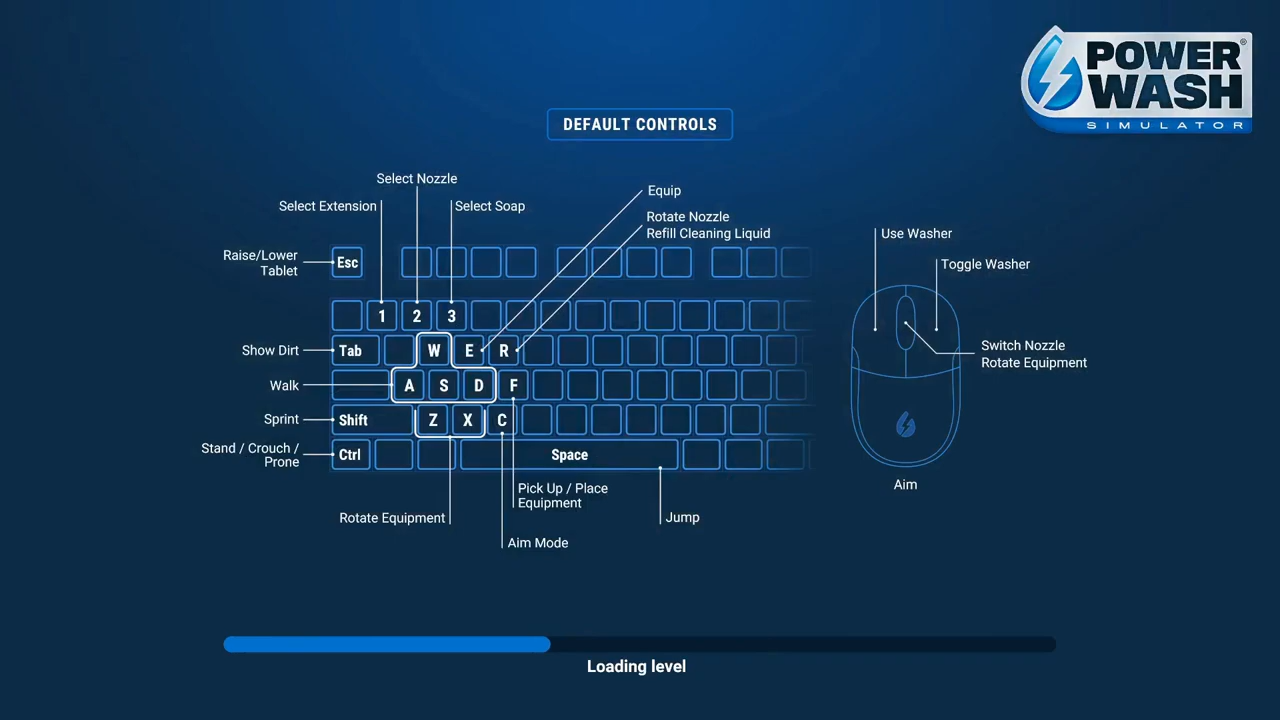 POWER
WASH
SIMULATOR
®
DEFAULT CONTROLS
Select Nozzle
Select Extension
Select Soap
Equip
Rotate Nozzle
Refill Cleaning Liquid
Raise/Lower
Tablet
Esc
1 2 3
Show Dirt
Tab W E R
Walk
A S D F
Sprint
Shift Z X C
Stand / Crouch /
Prone
Ctrl Space
Pick Up / Place
Equipment
Rotate Equipment
Jump
Aim Mode
Use Washer
Toggle Washer
Switch Nozzle
Rotate Equipment
Aim
Loading level